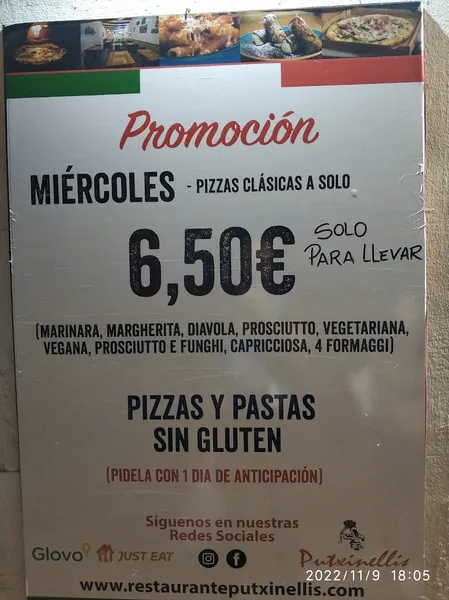 Promoción
MIÉRCOLES - PIZZAS CLÁSICAS A SOLO
6,50€ SOLO PARA LLEVAR
(MARINARA, MARGHERITA, DIAVOLA, PROSCIUTTO, VEGETARIANA,
VEGANA, PROSCIUTTO E FUNGHI, CAPRICCIOSA, 4 FORMAGGI)
PIZZAS Y PASTAS
SIN GLUTEN
(PIDELA CON 1 DIA DE ANTICIPACIÓN)
Síguenos en nuestras
Redes Sociales
Glovo JUST EAT Putxinellis
2022/11/9 18:05
www.restauranteputxinellis.com